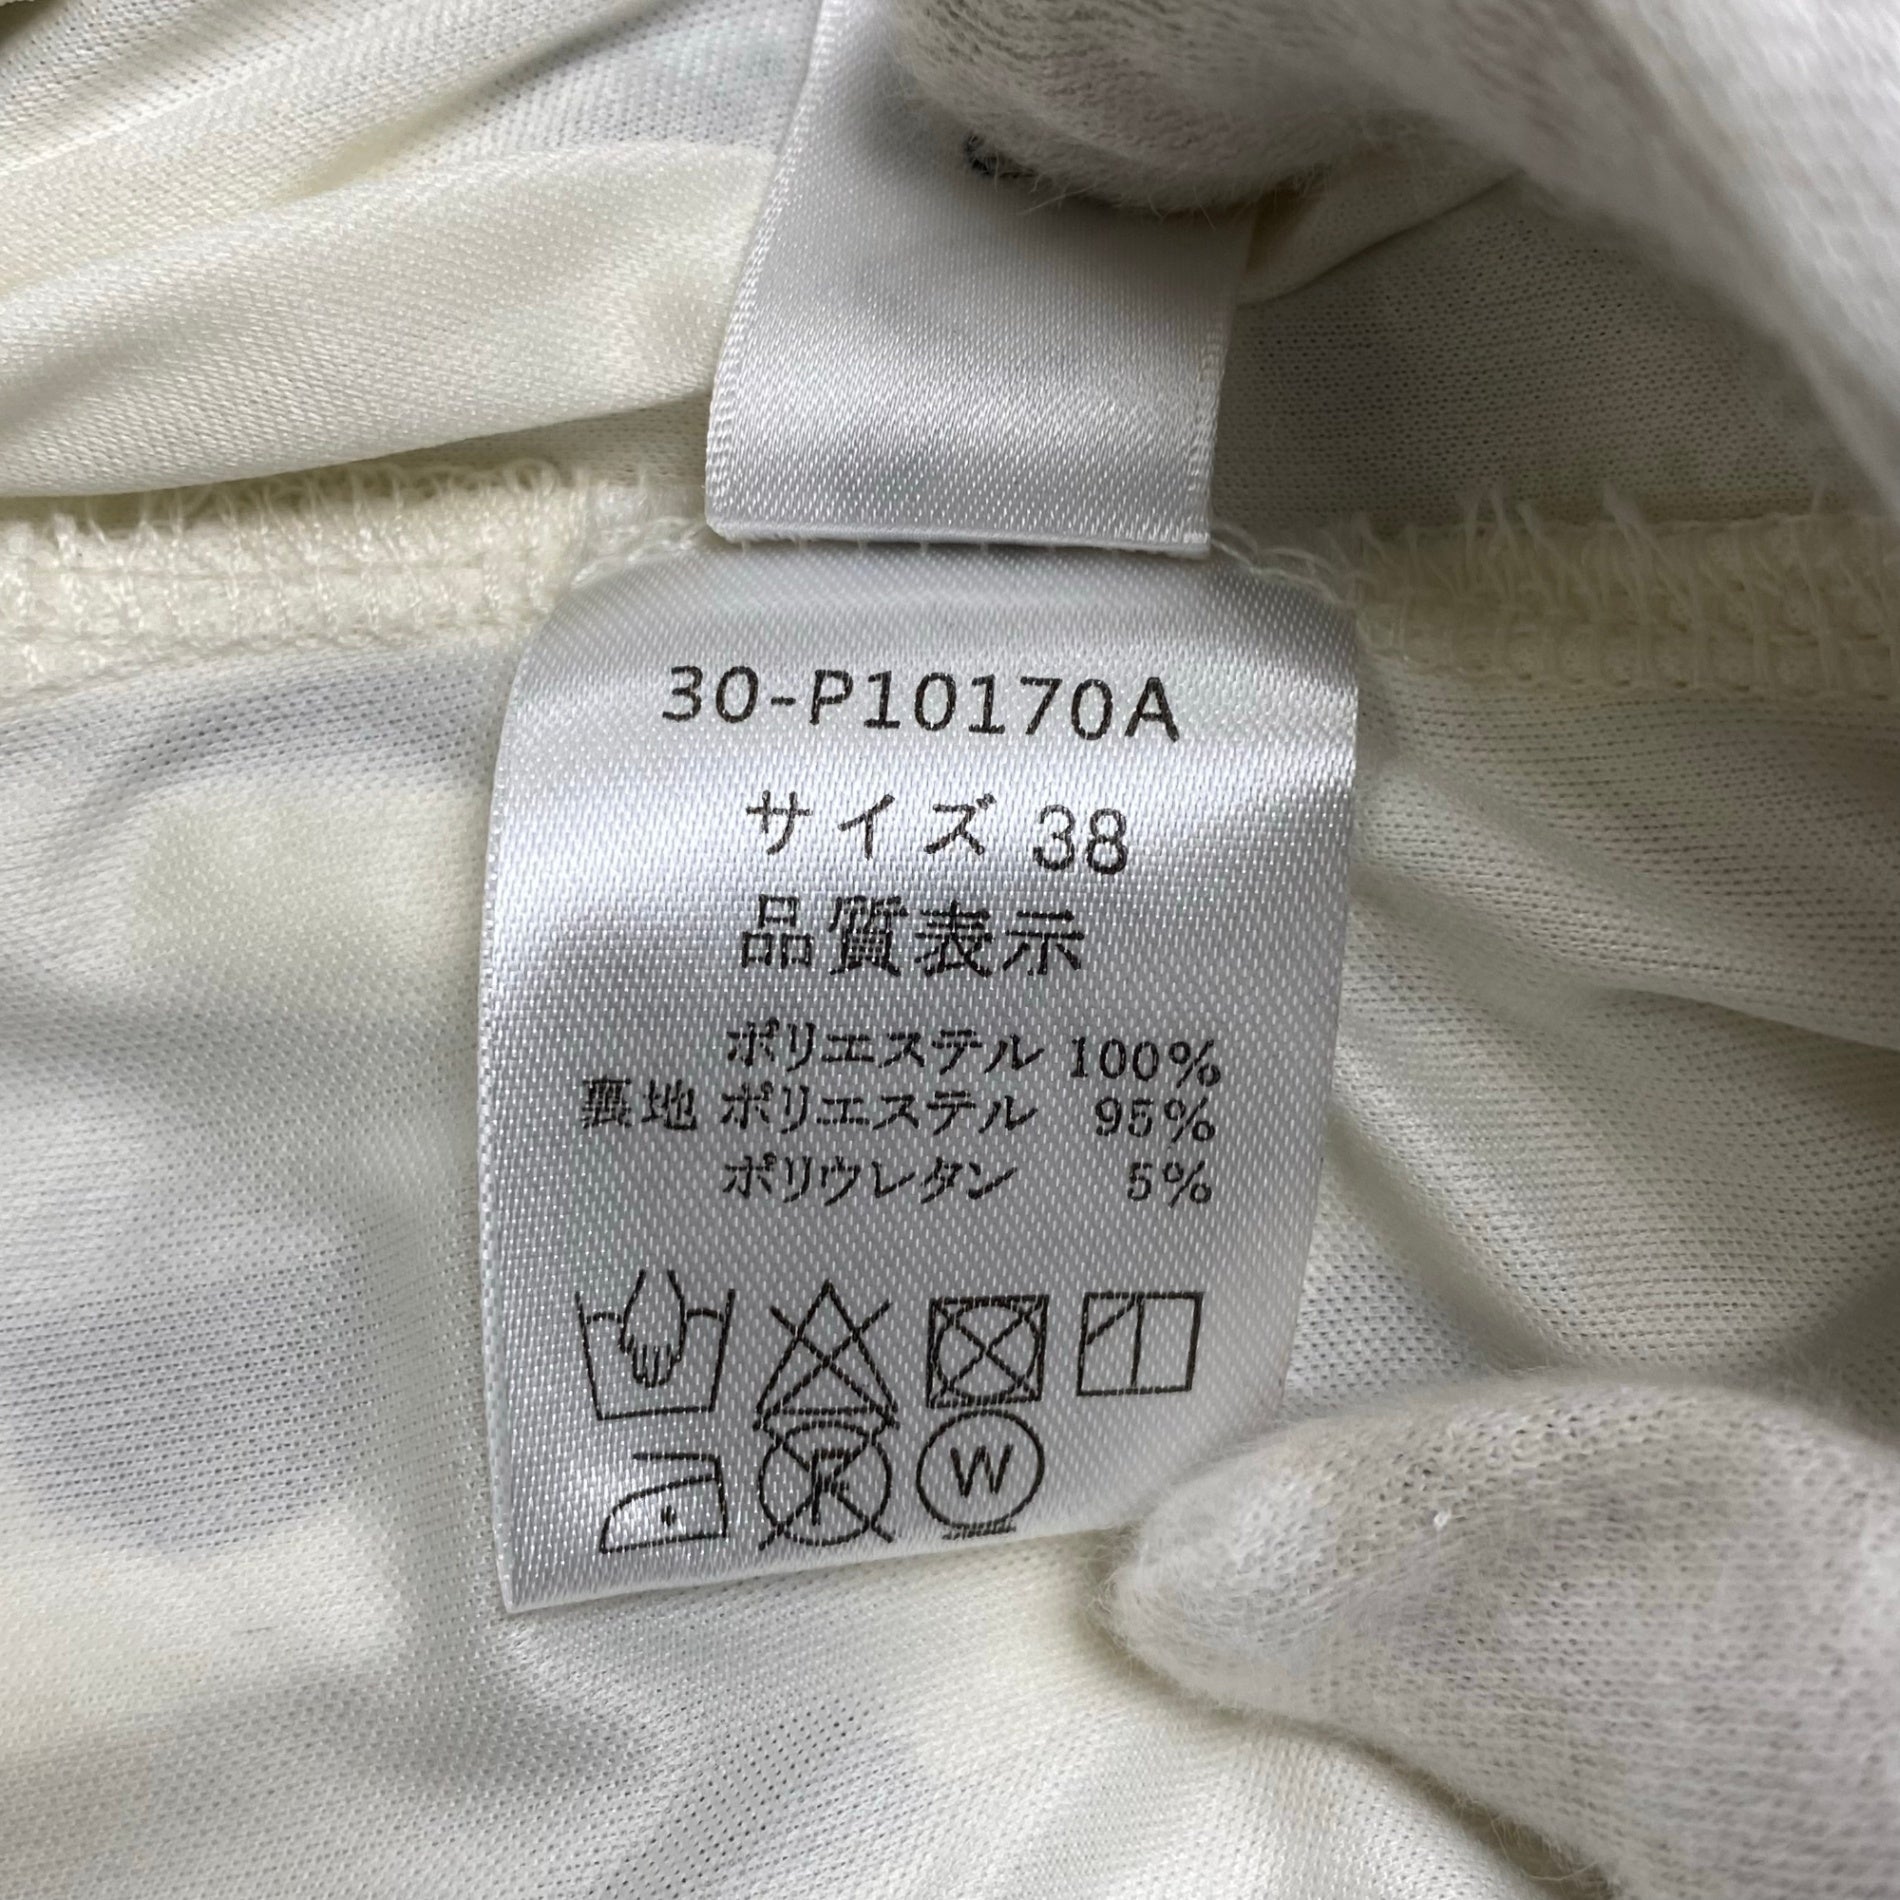 30-P10170A
サイズ 38
品質表示
ポリエステル 100%
裏地 ポリエステル 95%
ポリウレタン 5%
F W